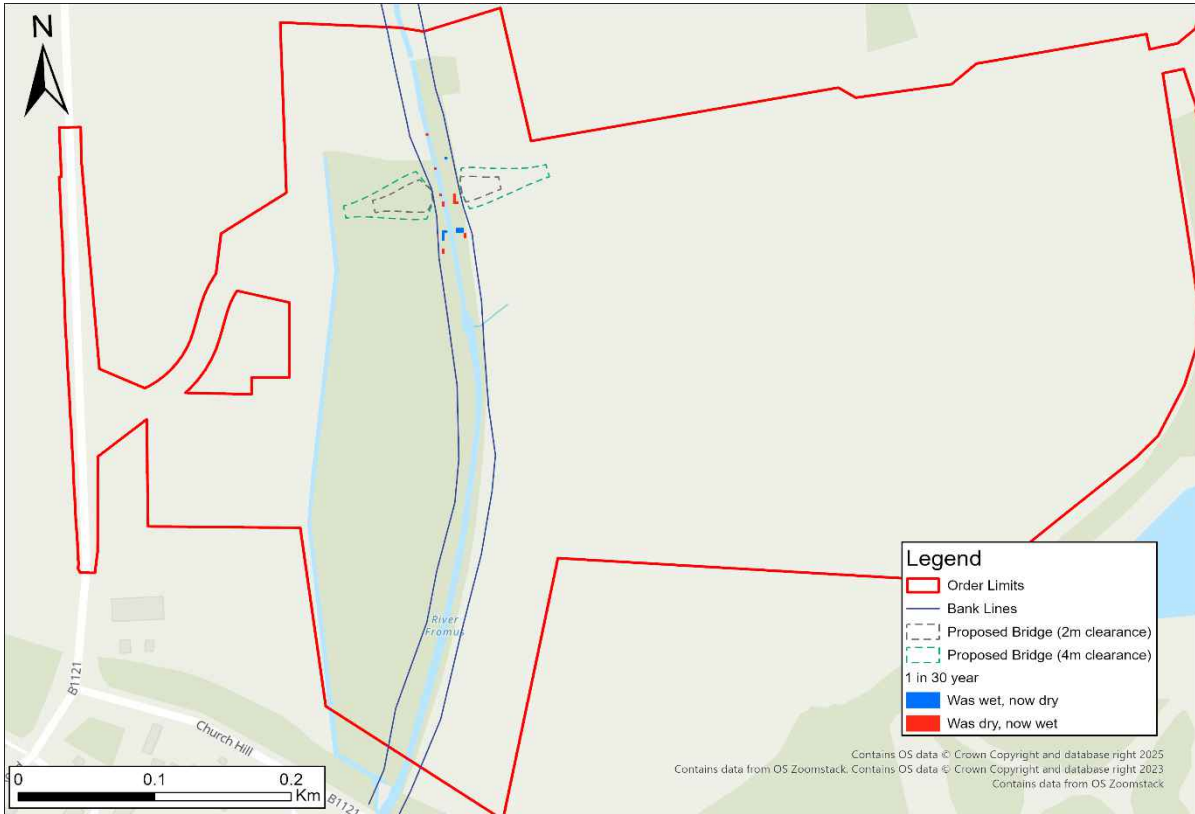 N
River
Fromus
B1121
Church Hill
B1121
0
0.1
0.2
Km
Legend
Order Limits
Bank Lines
Proposed Bridge (2m clearance)
Proposed Bridge (4m clearance)
1 in 30 year
Was wet, now dry
Was dry, now wet
Contains OS data © Crown Copyright and database right 2025
Contains data from OS Zoomstack. Contains OS data © Crown Copyright and database right 2023
Contains data from OS Zoomstack